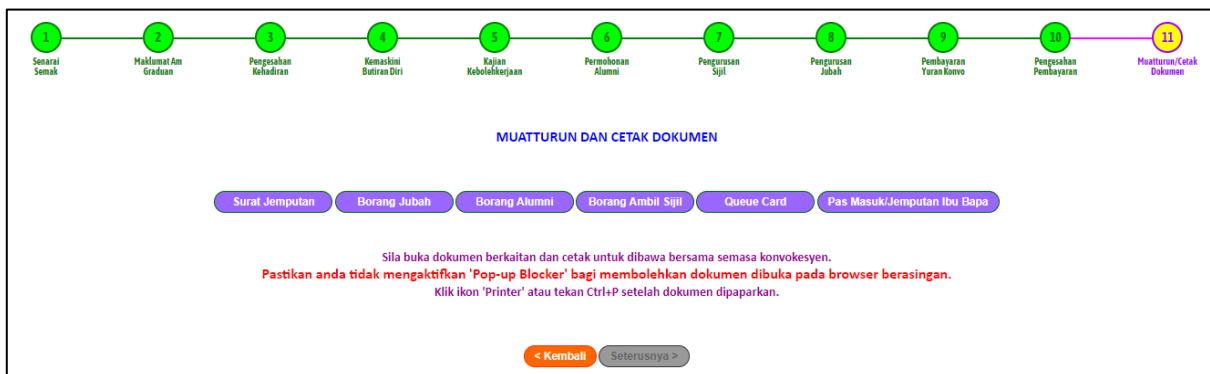 1 2 3 4 5 6 7 8 9 10 11
Senarai Semak
Maklumat Am Graduan
Pengesahan Kehadiran
Kemaskini Butiran Diri
Kajian Kebolehkerjaan
Permohonan Alumni
Pengurusan Sijil
Pengurusan Jubah
Pembayaran Yuran Konvo
Pengesahan Pembayaran
Muatturun/Cetak Dokumen
MUATTURUN DAN CETAK DOKUMEN
Surat Jemputan Borang Jubah Borang Alumni Borang Ambil Sijil Queue Card Pas Masuk/Jemputan Ibu Bapa
Sila buka dokumen berkaitan dan cetak untuk dibawa bersama semasa konvokesyen.
Pastikan anda tidak mengaktifkan 'Pop-up Blocker' bagi membolehkan dokumen dibuka pada browser berasingan.
Klik ikon 'Printer' atau tekan Ctrl+P setelah dokumen dipaparkan.
< Kembali Seterusnya >